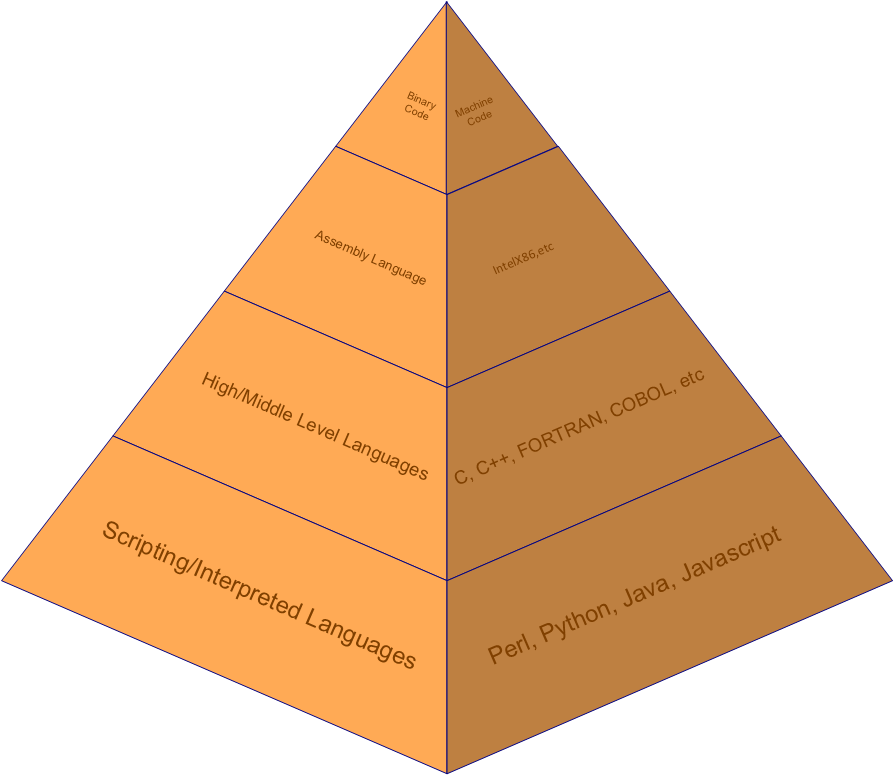 Binary
Code
Machine
Code
Assembly Language
IntelX86,etc
High/Middle Level Languages
C, C++, FORTRAN, COBOL, etc
Scripting/Interpreted Languages
Perl, Python, Java, Javascript